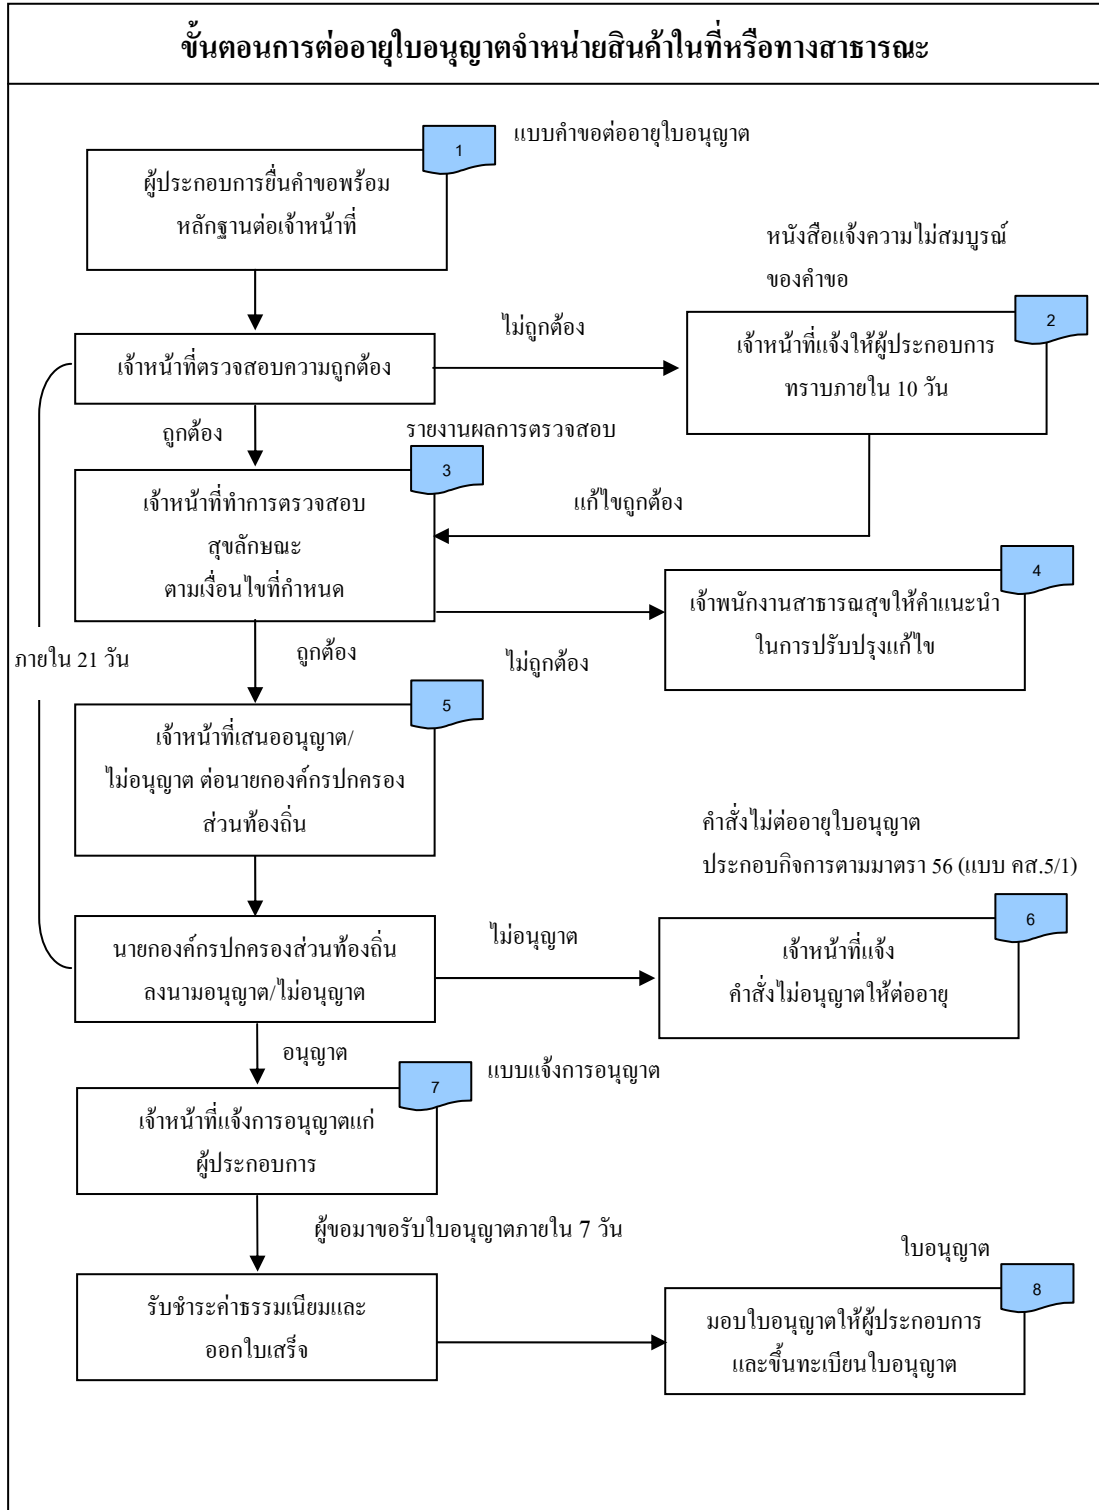 ขั้นตอนการต่ออายุใบอนุญาตจำหน่ายสินค้าในที่หรือทางสาธารณะ
แบบคำขอต่ออายุใบอนุญาต
1
ผู้ประกอบการยื่นคำขอพร้อม
หลักฐานต่อเจ้าหน้าที่
หนังสือแจ้งความไม่สมบูรณ์
ของคำขอ
ไม่ถูกต้อง
2
เจ้าหน้าที่ตรวจสอบความถูกต้อง
เจ้าหน้าที่แจ้งให้ผู้ประกอบการ
ทราบภายใน 10 วัน
ถูกต้อง
รายงานผลการตรวจสอบ
3
เจ้าหน้าที่ทำการตรวจสอบ
สุขลักษณะ
ตามเงื่อนไขที่กำหนด
แก้ไขถูกต้อง
4
เจ้าพนักงานสาธารณสุขให้คำแนะนำ
ในการปรับปรุงแก้ไข
ภายใน 21 วัน
ถูกต้อง
ไม่ถูกต้อง
5
เจ้าหน้าที่เสนออนุญาต/
ไม่อนุญาต ต่อนายกองค์กรปกครอง
ส่วนท้องถิ่น
คำสั่งไม่ต่ออายุใบอนุญาต
ประกอบกิจการตามมาตรา 56 (แบบ คส.5/1)
6
นายกองค์กรปกครองส่วนท้องถิ่น
ลงนามอนุญาต/ไม่อนุญาต
ไม่อนุญาต
เจ้าหน้าที่แจ้ง
คำสั่งไม่อนุญาตให้ต่ออายุ
อนุญาต
แบบแจ้งการอนุญาต
7
เจ้าหน้าที่แจ้งการอนุญาตแก่
ผู้ประกอบการ
ผู้ขอมาขอรับใบอนุญาตภายใน 7 วัน
ใบอนุญาต
8
รับชำระค่าธรรมเนียมและ
ออกใบเสร็จ
มอบใบอนุญาตให้ผู้ประกอบการ
และขึ้นทะเบียนใบอนุญาต